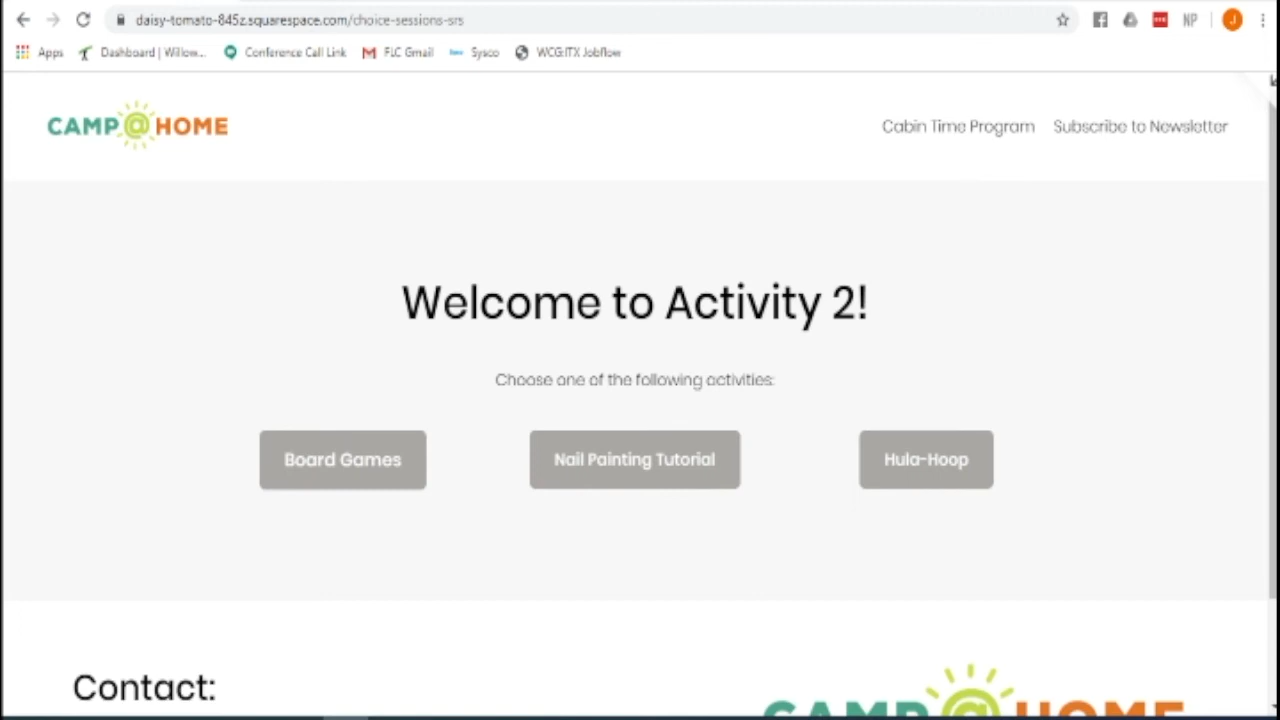 daisy-tomato-845z.squarespace.com/choice-sessions-srs
NP
J
Apps Dashboard | Willow... Conference Call Link FLC Gmail Sysco WCG:ITX Jobflow
CAMP@HOME Cabin Time Program Subscribe to Newsletter
Welcome to Activity 2!
Choose one of the following activities:
Board Games Nail Painting Tutorial Hula-Hoop
Contact:
CAMP@HOME